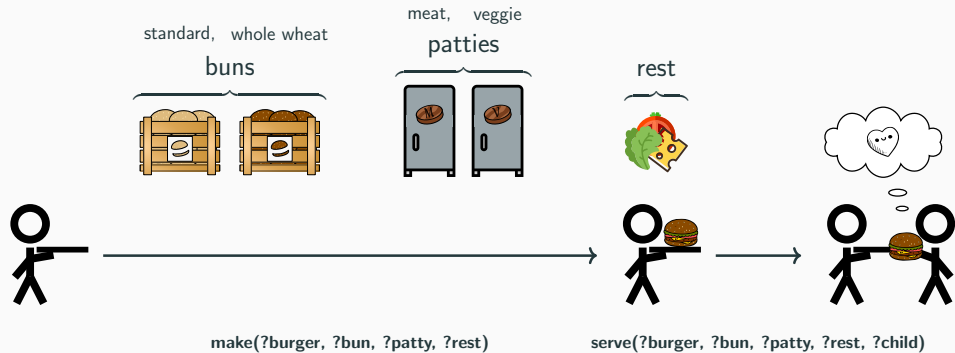 standard, whole wheat
buns
meat, veggie
patties
rest
M
V
make(?burger, ?bun, ?patty, ?rest)
serve(?burger, ?bun, ?patty, ?rest, ?child)